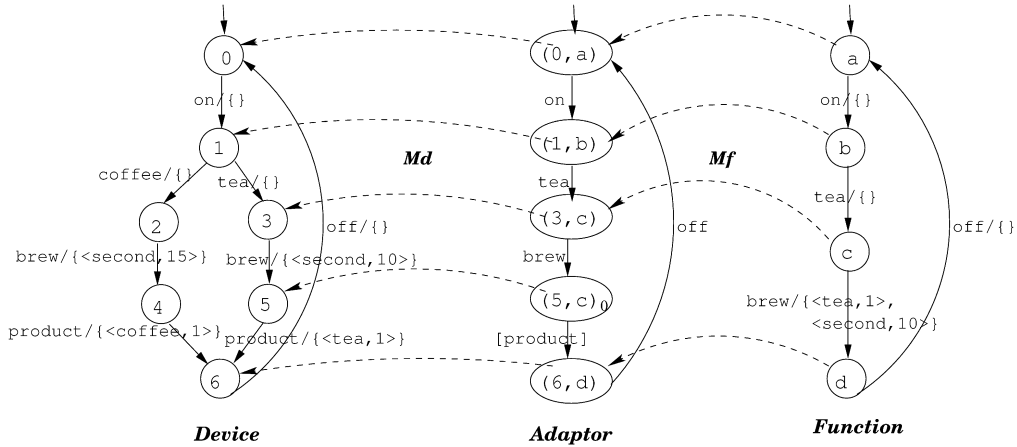 0 (0,a) a
on/{} on on/{}
1 (1,b) b
Md Mf
coffee/{} tea/{} tea tea/{}
2 3 (3,c) c
off/{} off off/{}
brew/{<second,15>} brew/{<second,10>} brew
4 5 (5,c)0
brew/{<tea,1>,
<second,10>}
product/{<coffee,1>} product/{<tea,1>} [product]
6 (6,d) d
Device Adaptor Function